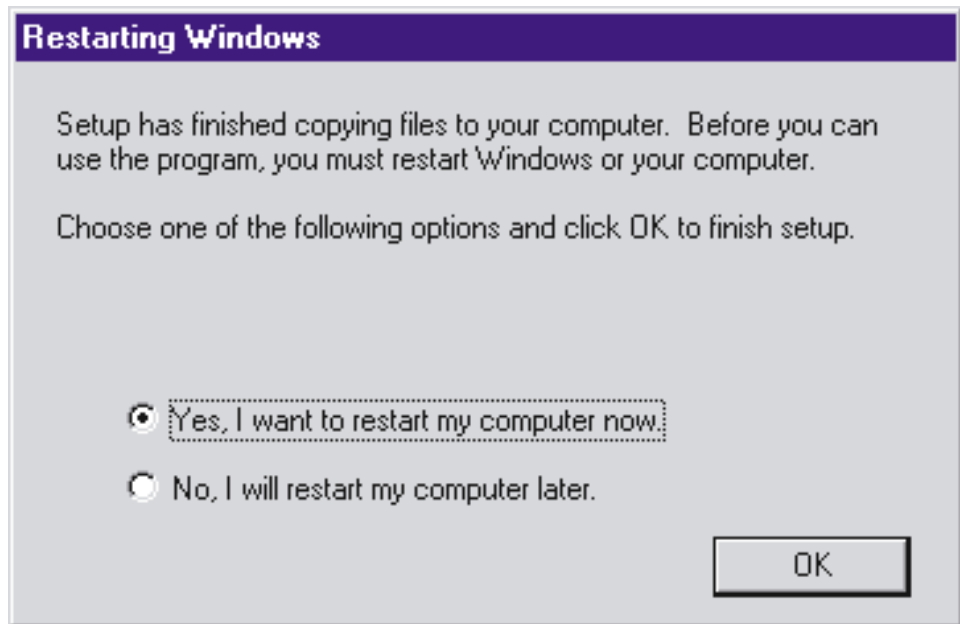 Restarting Windows
Setup has finished copying files to your computer.  Before you can
use the program, you must restart Windows or your computer.
Choose one of the following options and click OK to finish setup.
Yes, I want to restart my computer now.
No, I will restart my computer later.
OK